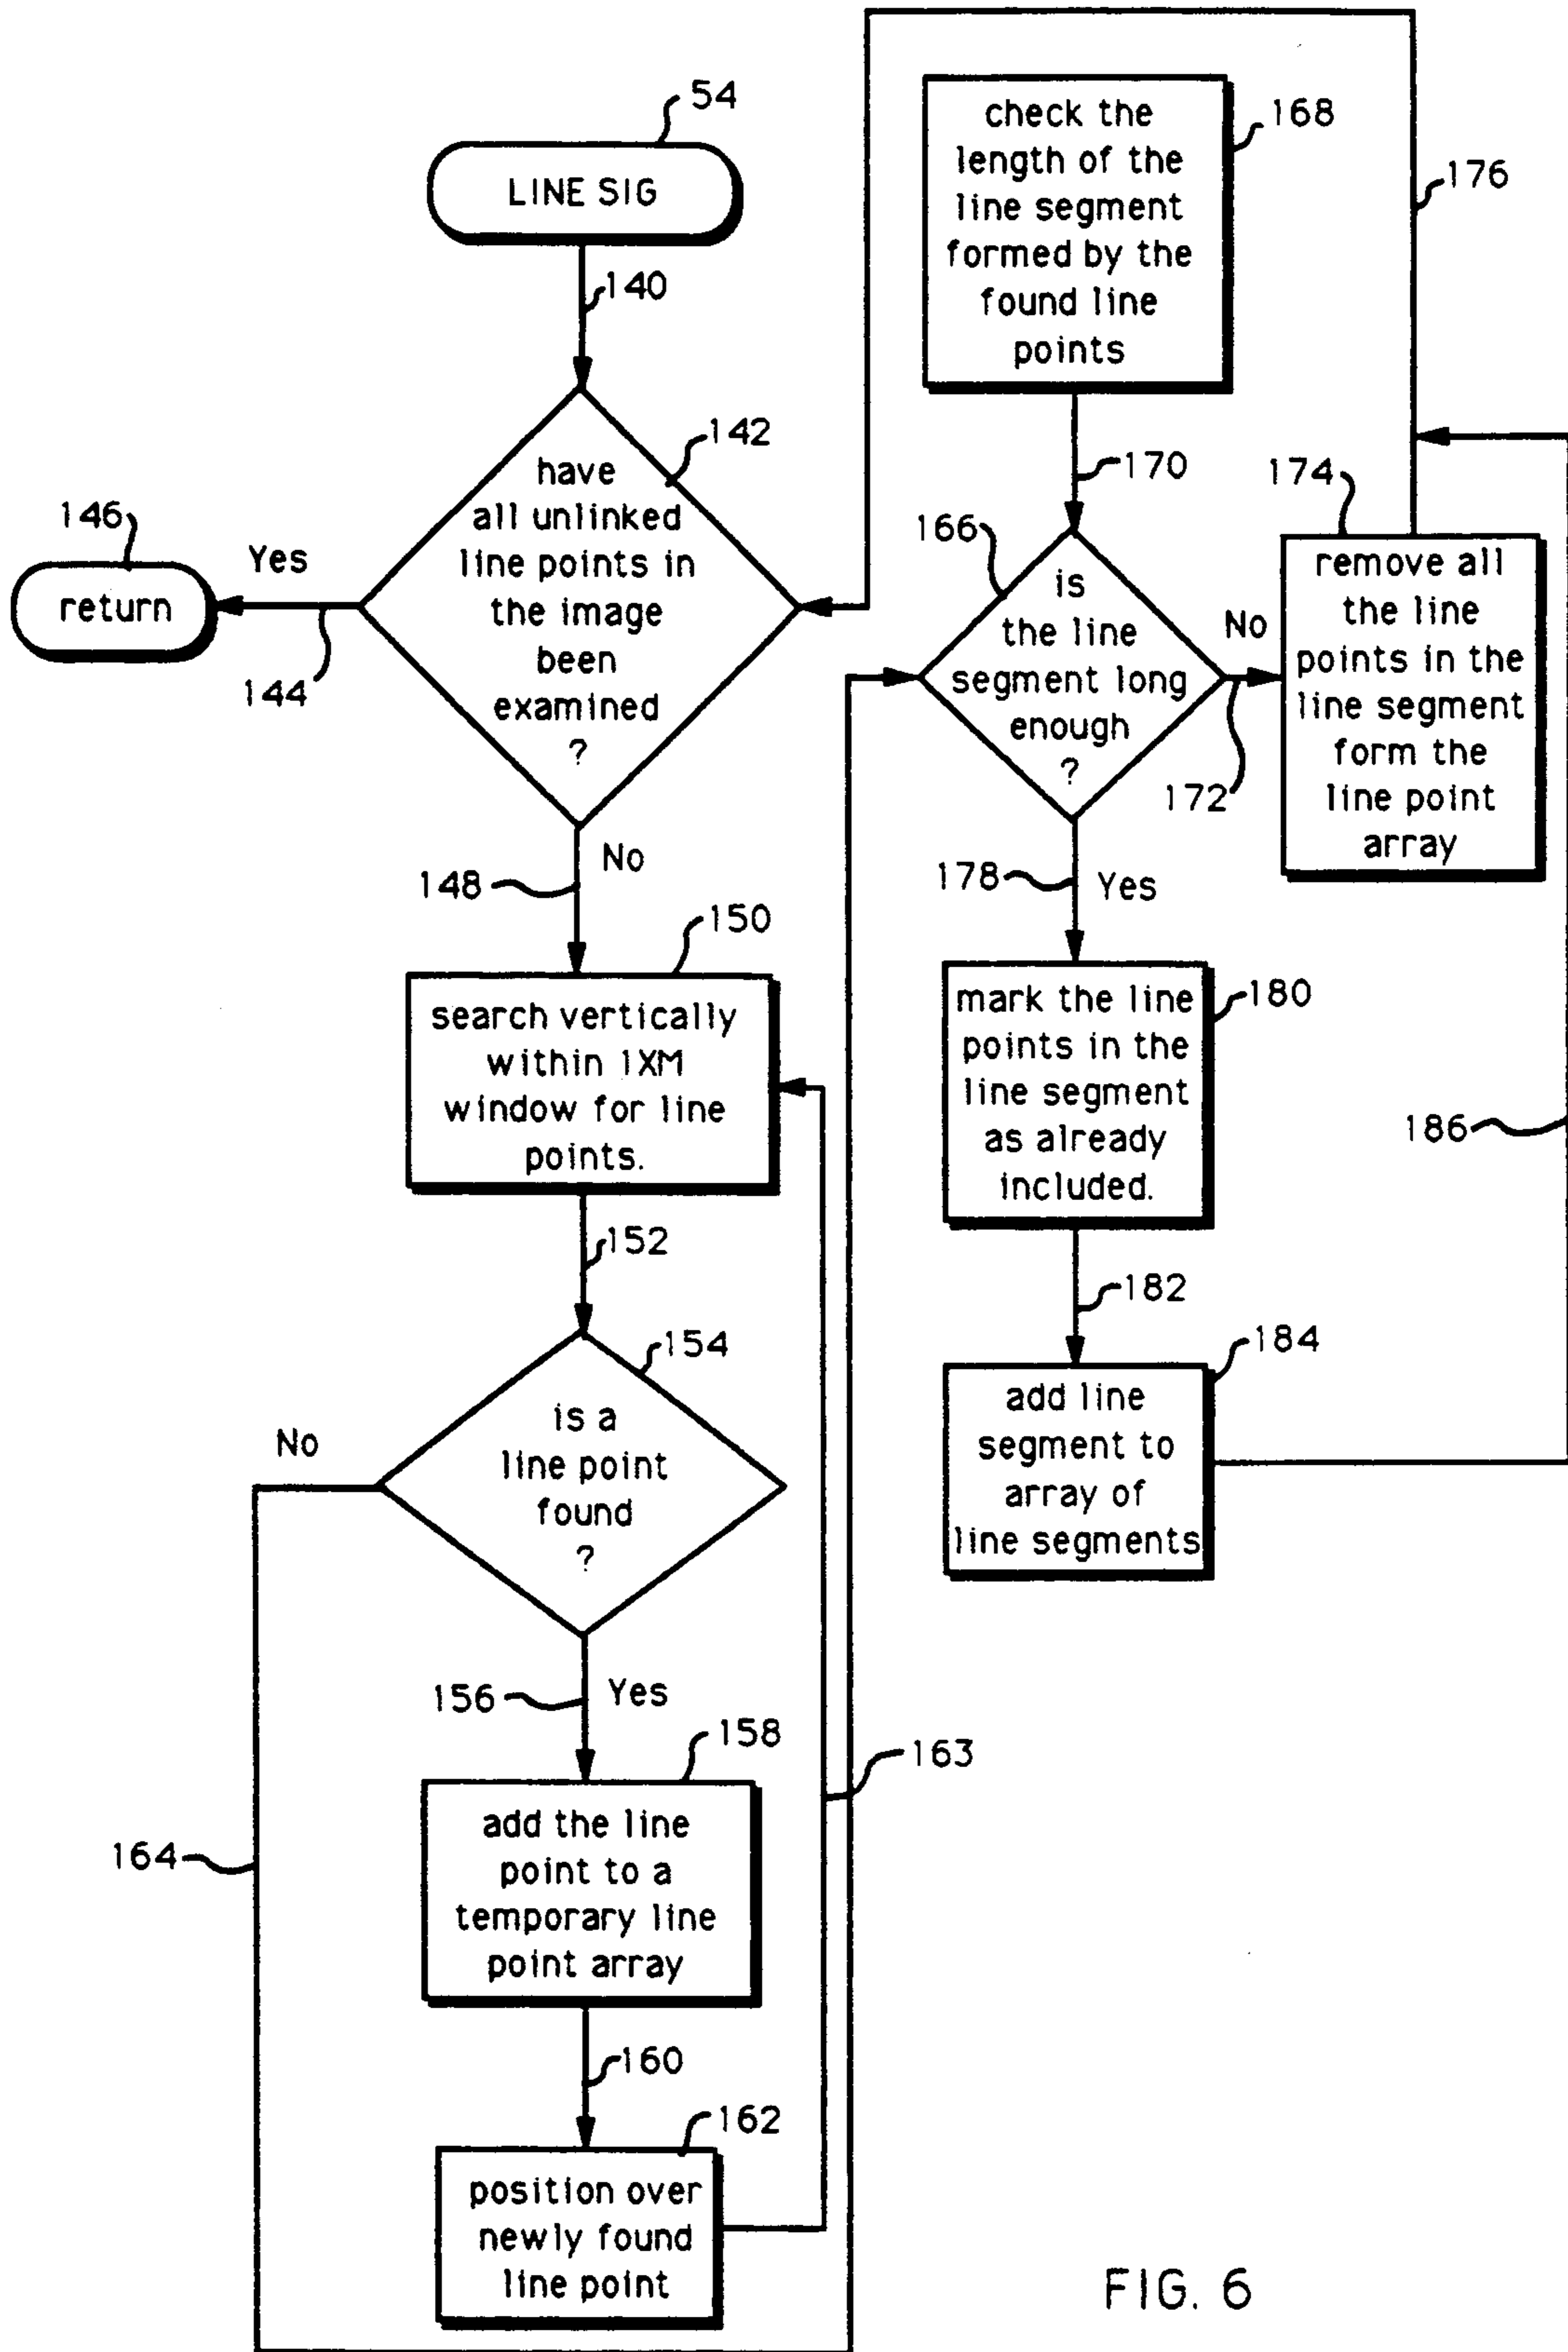 54
LINE SIG
140
142
have
all unlinked
line points in
the image
been
examined
?
Yes
146
return
144
No
148
150
search vertically
within 1XM
window for line
points.
152
154
is a
line point
found
?
No
164
Yes
156
158
add the line
point to a
temporary line
point array
160
162
position over
newly found
line point
163
check the
length of the
line segment
formed by the
found line
points
168
170
166
is
the line
segment long
enough
?
No
172
174
remove all
the line
points in the
line segment
form the
line point
array
176
178
Yes
mark the line
points in the
line segment
as already
included.
180
182
184
add line
segment to
array of
line segments
186
FIG. 6